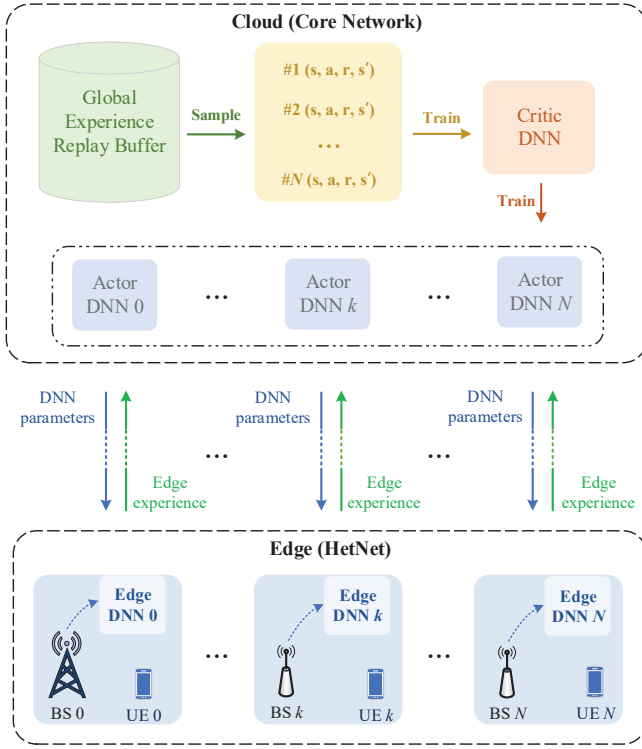 Cloud (Core Network)
Global
Experience
Replay Buffer
Sample
#1 (s, a, r, s′)
#2 (s, a, r, s′)
...
#N (s, a, r, s′)
Train
Critic
DNN
Train
Actor
DNN 0
...
Actor
DNN k
...
Actor
DNN N
DNN
parameters
Edge
experience
...
DNN
parameters
Edge
experience
...
DNN
parameters
Edge
experience
Edge (HetNet)
Edge
DNN 0
BS 0
UE 0
...
Edge
DNN k
BS k
UE k
...
Edge
DNN N
BS N
UE N